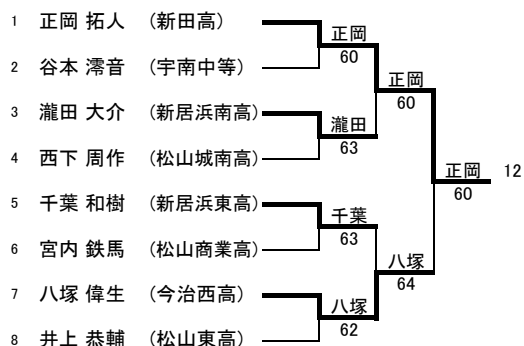 1 正岡 拓人 (新田高)
2 谷本 澪音 (宇南中等)
3 瀧田 大介 (新居浜南高)
4 西下 周作 (松山城南高)
5 千葉 和樹 (新居浜東高)
6 宮内 鉄馬 (松山商業高)
7 八塚 偉生 (今治西高)
8 井上 恭輔 (松山東高)
正岡
60
瀧田
63
千葉
63
八塚
62
正岡
60
八塚
64
正岡
60
12